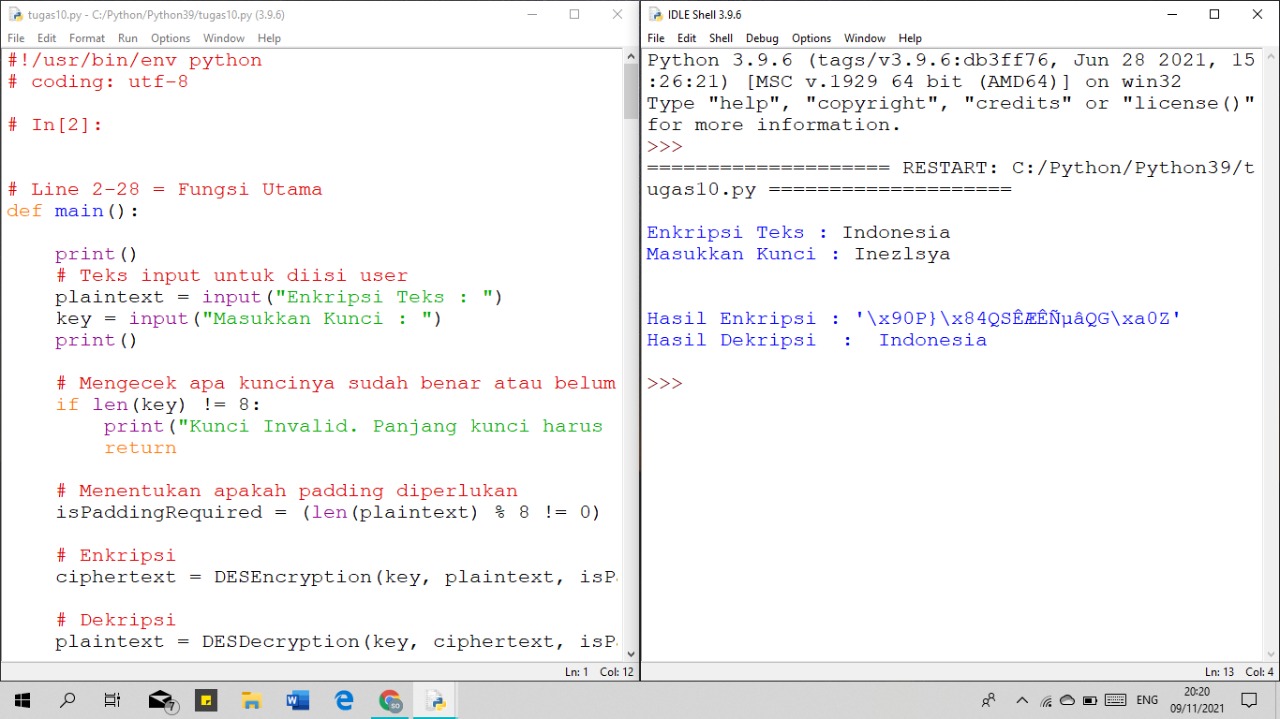 tugas10.py - C:/Python/Python39/tugas10.py (3.9.6)
File Edit Format Run Options Window Help
#!/usr/bin/env python
# coding: utf-8
# In[2]:
# Line 2-28 = Fungsi Utama
def main():
print()
# Teks input untuk diisi user
plaintext = input("Enkripsi Teks : ")
key = input("Masukkan Kunci : ")
print()
# Mengecek apa kuncinya sudah benar atau belum
if len(key) != 8:
print("Kunci Invalid. Panjang kunci harus
return
# Menentukan apakah padding diperlukan
isPaddingRequired = (len(plaintext) % 8 != 0)
# Enkripsi
ciphertext = DESEncryption(key, plaintext, isP
# Dekripsi
plaintext = DESDecryption(key, ciphertext, isP
Ln: 1 Col: 12
IDLE Shell 3.9.6
File Edit Shell Debug Options Window Help
Python 3.9.6 (tags/v3.9.6:db3ff76, Jun 28 2021, 15
:26:21) [MSC v.1929 64 bit (AMD64)] on win32
Type "help", "copyright", "credits" or "license()"
for more information.
>>>
==================== RESTART: C:/Python/Python39/t
ugas10.py ====================
Enkripsi Teks : Indonesia
Masukkan Kunci : Inezlsya
Hasil Enkripsi : '\x90P}\x84QSÊÆÊÑµâQG\xa0Z'
Hasil Dekripsi : Indonesia
>>>
Ln: 13 Col: 4
7
ENG
20:20
09/11/2021